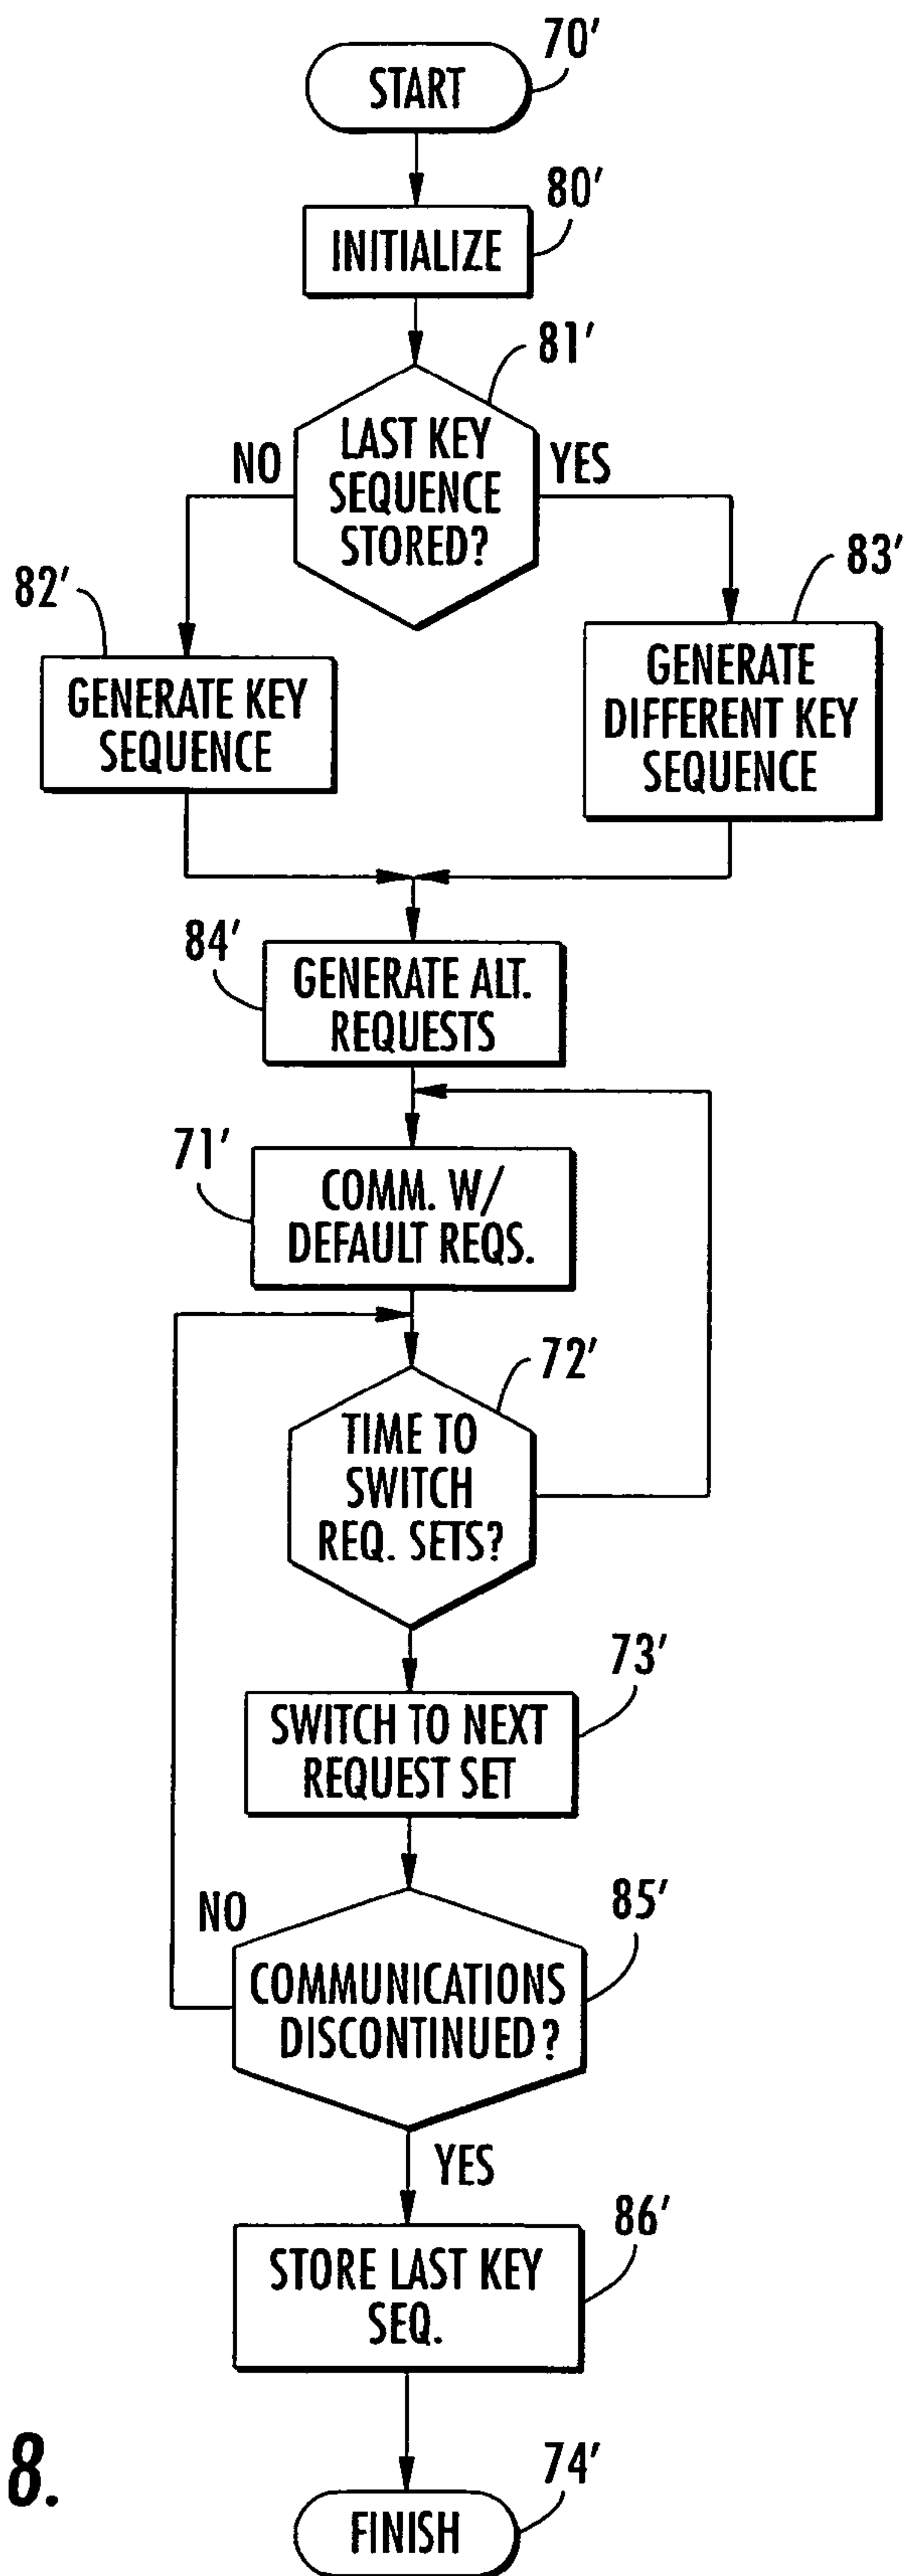 70'
START
80'
INITIALIZE
81'
LAST KEY
SEQUENCE
STORED?
NO
YES
82'
83'
GENERATE KEY
SEQUENCE
GENERATE
DIFFERENT KEY
SEQUENCE
84'
GENERATE ALT.
REQUESTS
71'
COMM. W/
DEFAULT REQS.
72'
TIME TO
SWITCH
REQ. SETS?
73'
SWITCH TO NEXT
REQUEST SET
NO
85'
COMMUNICATIONS
DISCONTINUED?
YES
86'
STORE LAST KEY
SEQ.
8.
74'
FINISH